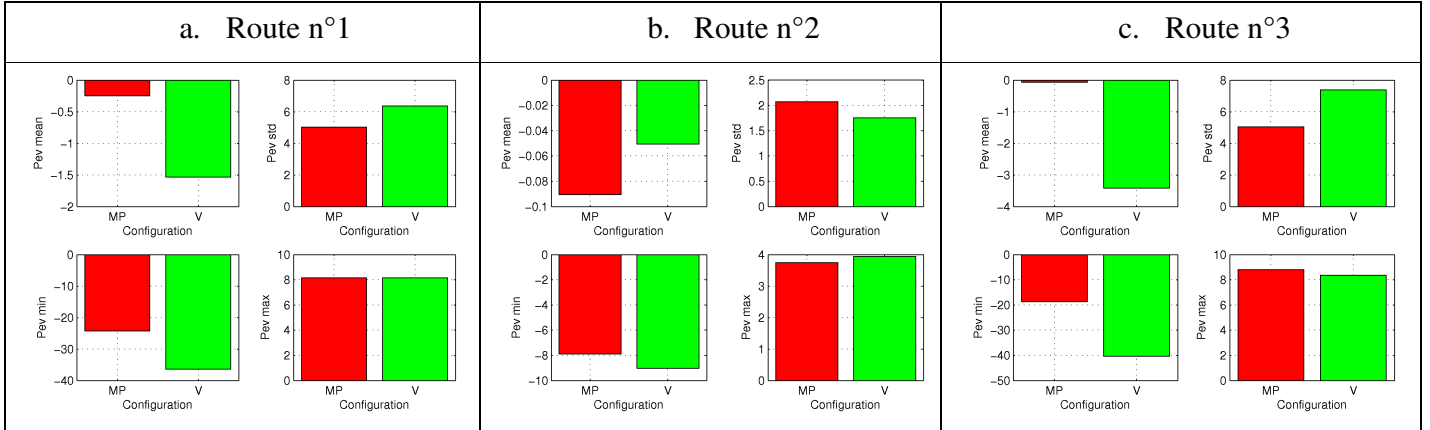 a. Route n°1
b. Route n°2
c. Route n°3
0
−0.5
−1
−1.5
−2
Pev mean
MP V
Configuration
8
6
4
2
0
Pev std
MP V
Configuration
0
−10
−20
−30
−40
Pev min
MP V
Configuration
10
8
6
4
2
0
Pev max
MP V
Configuration
0
−0.02
−0.04
−0.06
−0.08
−0.1
Pev mean
MP V
Configuration
2.5
2
1.5
1
0.5
0
Pev std
MP V
Configuration
0
−2
−4
−6
−8
−10
Pev min
MP V
Configuration
4
3
2
1
0
Pev max
MP V
Configuration
0
−1
−2
−3
−4
Pev mean
MP V
Configuration
8
6
4
2
0
Pev std
MP V
Configuration
0
−10
−20
−30
−40
−50
Pev min
MP V
Configuration
10
8
6
4
2
0
Pev max
MP V
Configuration